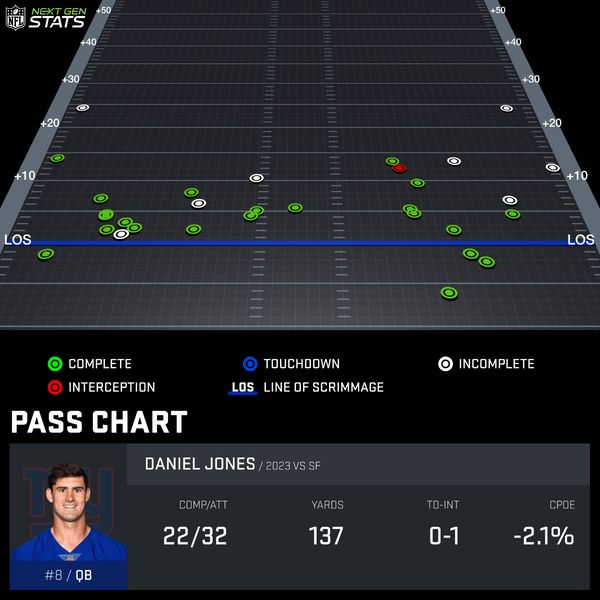 NFL NEXT GEN
STATS
+50 +50
+40 +40
+30 +30
+20 +20
+10 +10
LOS LOS
COMPLETE TOUCHDOWN INCOMPLETE
INTERCEPTION LOS LINE OF SCRIMMAGE
PASS CHART
DANIEL JONES / 2023 VS SF
COMP/ATT YARDS TD-INT CPOE
22/32 137 0-1 -2.1%
ny
#8 / QB